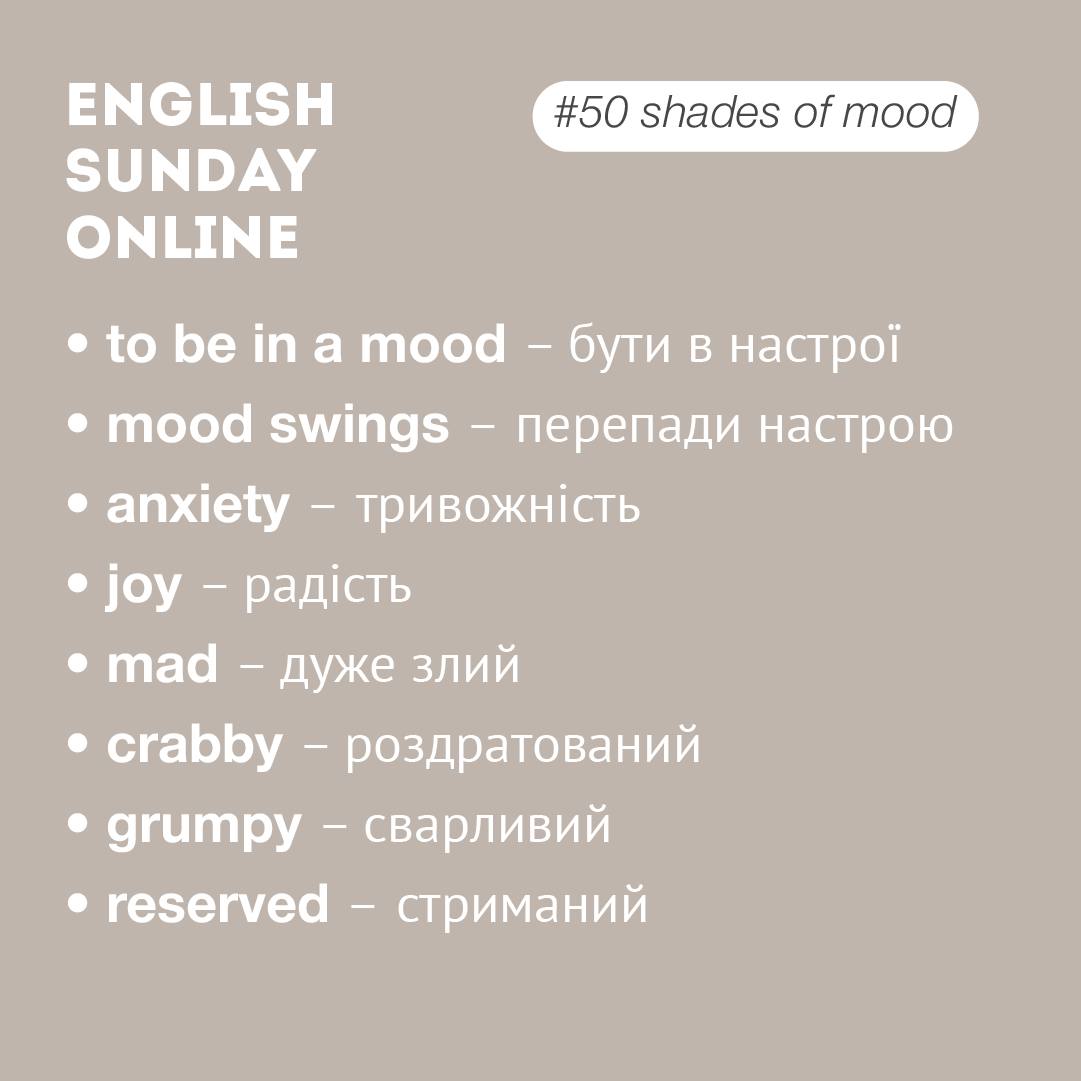 ENGLISH
SUNDAY
ONLINE
#50 shades of mood
• to be in a mood – бути в настрої
• mood swings – перепади настрою
• anxiety – тривожність
• joy – радість
• mad – дуже злий
• crabby – роздратований
• grumpy – сварливий
• reserved – стриманий